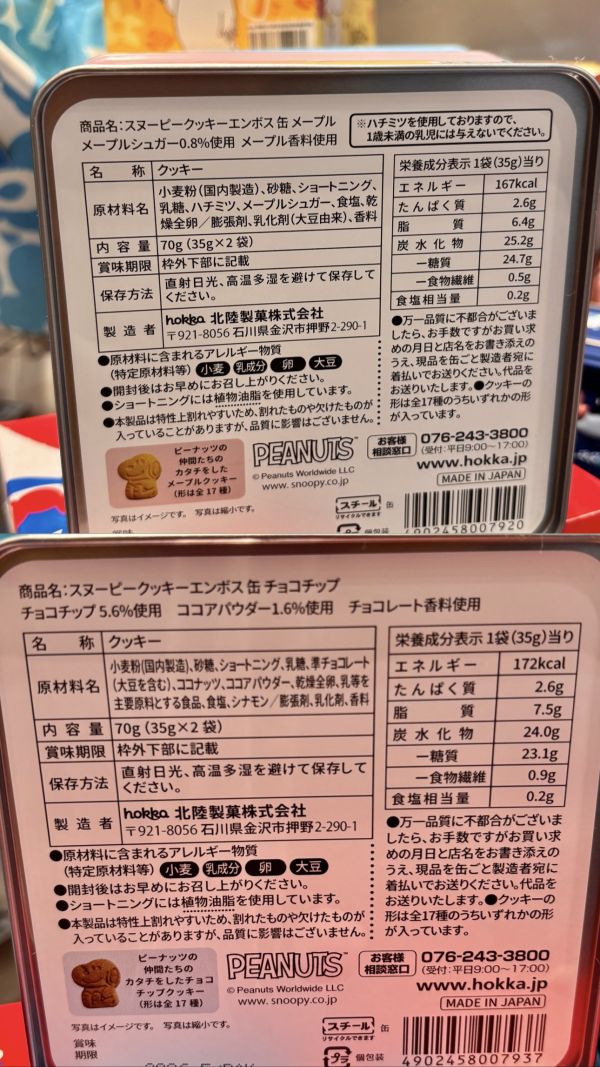 商品名:スヌーピークッキーエンボス缶 メープル
メープルシュガー0.8%使用 メープル香料使用
※ハチミツを使用しておりますので、
1歳未満の乳児には与えないでください。
名 称 クッキー
原材料名 小麦粉(国内製造)、砂糖、ショートニング、
乳糖、ハチミツ、メープルシュガー、食塩、乾
燥全卵/膨張剤、乳化剤(大豆由来)、香料
内 容 量 70g(35g×2袋)
賞味期限 枠外下部に記載
保存方法 直射日光、高温多湿を避けて保存して
ください。
製 造 者 hokka 北陸製菓株式会社
〒921-8056 石川県金沢市押野2-290-1
栄養成分表示 1袋(35g)当り
エネルギー 167kcal
たんぱく質 2.6g
脂 質 6.4g
炭水化物 25.2g
―糖質 24.7g
―食物繊維 0.5g
食塩相当量 0.2g
●原材料に含まれるアレルギー物質
(特定原材料等) 小麦 乳成分 卵 大豆
●開封後はお早めにお召し上がりください。
●ショートニングには植物油脂を使用しています。
●本製品は特性上割れやすいため、割れたものや欠けたものが
入っていることがありますが、品質に影響はございません。
●万一品質に不都合がございま
したら、お手数ですがお買い求
めの月日と店名をお書き添えの
うえ、現品を缶ごと製造者宛に
着払いでお送りください。代品を
お送りいたします。●クッキーの
形は全17種のうちいずれかの形
が入っています。
ピーナッツの
仲間たちの
カタチをした
メープルクッキー
(形は全17種)
写真はイメージです。 写真は縮小です。
PEANUTS™
© Peanuts Worldwide LLC
www. snoopy.co.jp
お客様
相談窓口
076-243-3800
(受付:平日9:00~17:00)
www.hokka.jp
MADE IN JAPAN
スチール 缶
リサイクルできます
個包装
4902458007920
賞味
商品名:スヌーピークッキーエンボス缶 チョコチップ
チョコチップ5.6%使用 ココアパウダー1.6%使用 チョコレート香料使用
名 称 クッキー
原材料名 小麦粉(国内製造)、砂糖、ショートニング、乳糖、準チョコレート
(大豆を含む)、ココナッツ、ココアパウダー、乾燥全卵、乳等を
主要原料とする食品、食塩、シナモン/膨張剤、乳化剤、香料
内 容 量 70g(35g×2袋)
賞味期限 枠外下部に記載
保存方法 直射日光、高温多湿を避けて保存して
ください。
製 造 者 hokka 北陸製菓株式会社
〒921-8056 石川県金沢市押野2-290-1
栄養成分表示 1袋(35g)当り
エネルギー 172kcal
たんぱく質 2.6g
脂 質 7.5g
炭水化物 24.0g
―糖質 23.1g
―食物繊維 0.9g
食塩相当量 0.2g
●原材料に含まれるアレルギー物質
(特定原材料等) 小麦 乳成分 卵 大豆
●開封後はお早めにお召し上がりください。
●ショートニングには植物油脂を使用しています。
●本製品は特性上割れやすいため、割れたものや欠けたものが
入っていることがありますが、品質に影響はございません。
●万一品質に不都合がございま
したら、お手数ですがお買い求
めの月日と店名をお書き添えの
うえ、現品を缶ごと製造者宛に
着払いでお送りください。代品を
お送りいたします。●クッキーの
形は全17種のうちいずれかの形
が入っています。
ピーナッツの
仲間たちの
カタチをしたチョコ
チップクッキー
(形は全17種)
写真はイメージです。 写真は縮小です。
PEANUTS™
© Peanuts Worldwide LLC
www. snoopy.co.jp
お客様
相談窓口
076-243-3800
(受付:平日9:00~17:00)
www.hokka.jp
MADE IN JAPAN
スチール 缶
リサイクルできます
プラ 個包装
4902458007937
賞味
期限